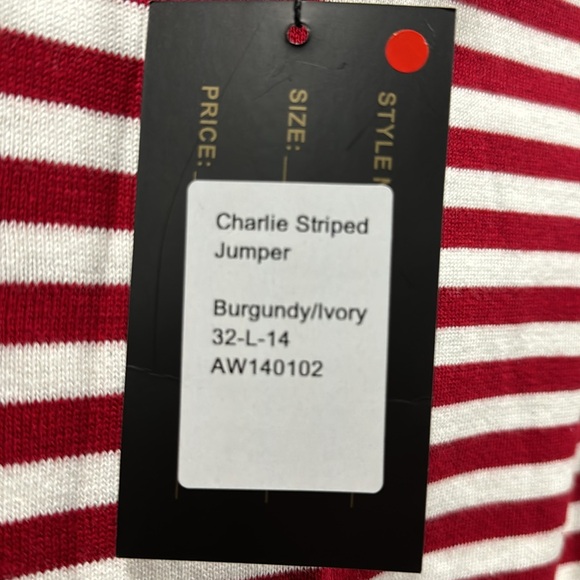 PRICE:
SIZE:
STYLE
Charlie Striped
Jumper
Burgundy/Ivory
32-L-14
AW140102